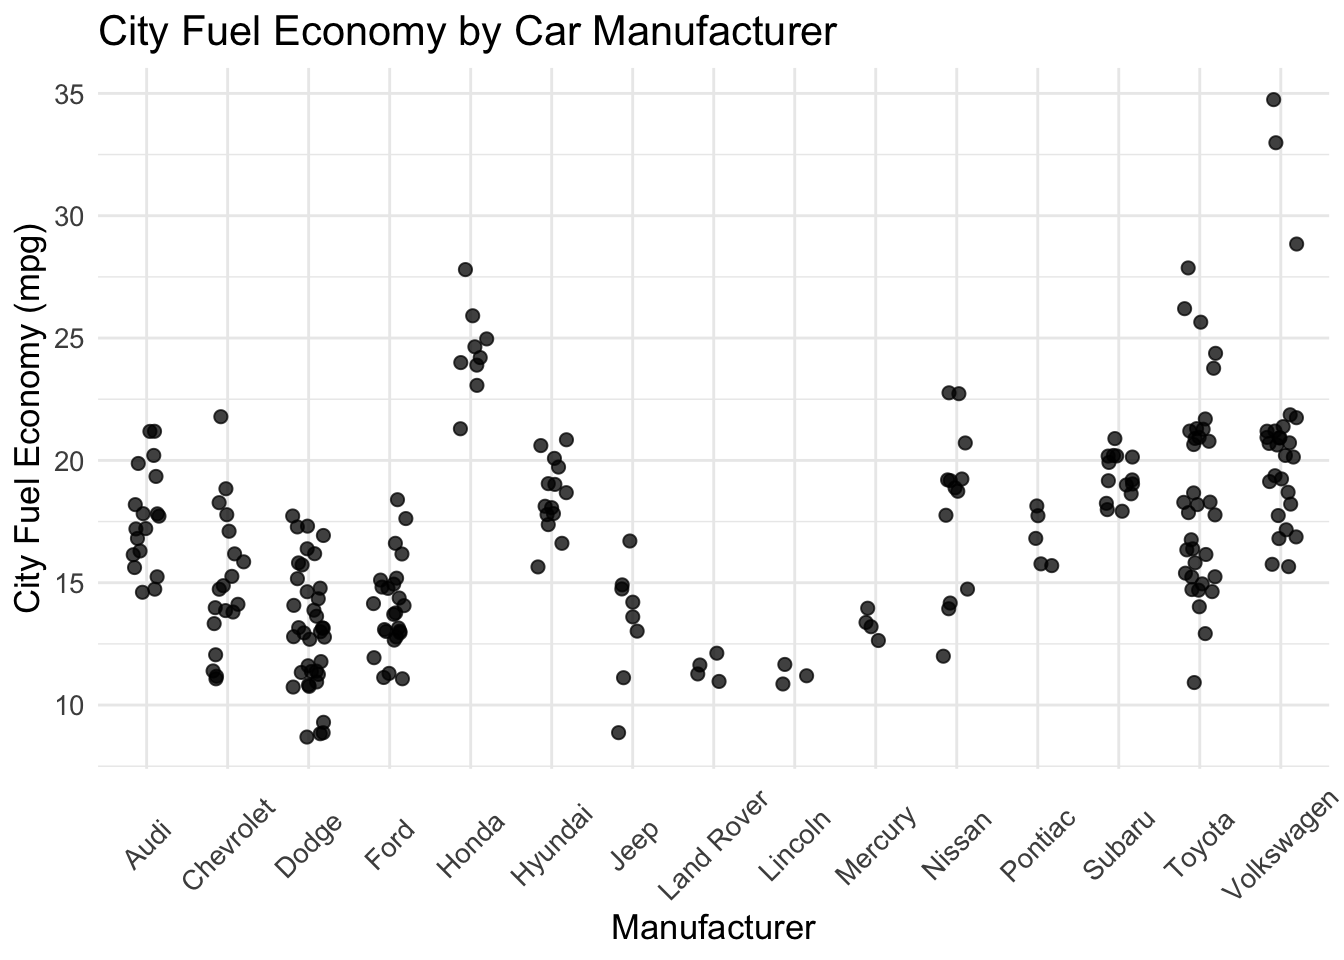 City Fuel Economy by Car Manufacturer
City Fuel Economy (mpg)
35
30
25
20
15
10
Audi
Chevrolet
Dodge
Ford
Honda
Hyundai
Jeep
Land Rover
Lincoln
Mercury
Nissan
Pontiac
Subaru
Toyota
Volkswagen
Manufacturer